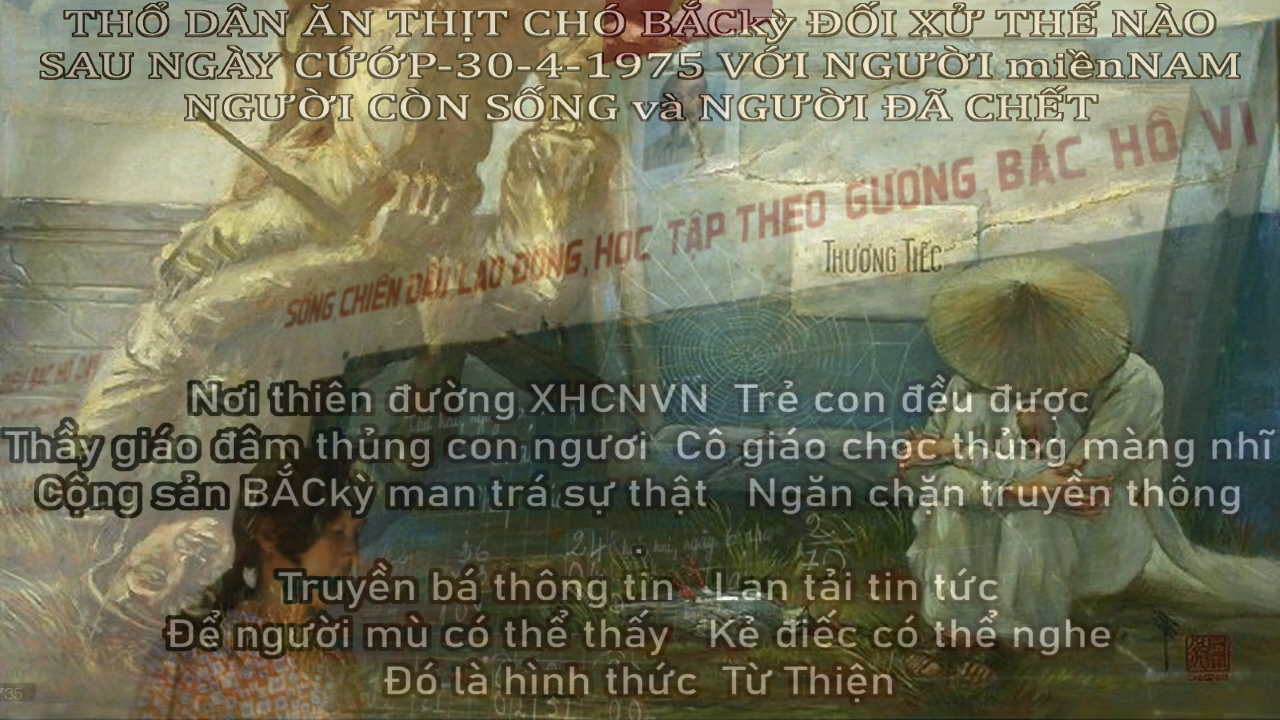 THỔ DÂN ĂN THỊT CHÓ BẮCkỳ ĐỐI XỬ THẾ NÀO
SAU NGÀY CƯỚP-30-4-1975 VỚI NGƯỜI miềnNAM
NGƯỜI CÒN SỐNG và NGƯỜI ĐÃ CHẾT
SỐNG, CHIẾN ĐẤU, LAO ĐỘNG, HỌC TẬP THEO GƯƠNG BÁC HỒ VĨ
THƯƠNG TIẾC
BÁC HỒ
Nơi thiên đường XHCNVN Trẻ con đều được
Thầy giáo đâm thủng con ngươi Cô giáo chọc thủng màng nhĩ
Cộng sản BẮCkỳ man trá sự thật Ngăn chặn truyền thông
.
Truyền bá thông tin Lan tải tin tức
Để người mù có thể thấy Kẻ điếc có thể nghe
Đó là hình thức Từ Thiện
735